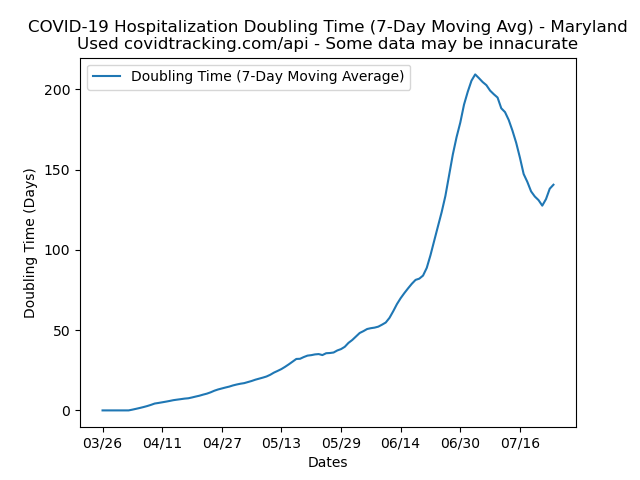 COVID-19 Hospitalization Doubling Time (7-Day Moving Avg) - Maryland
Used covidtracking.com/api - Some data may be innacurate
Doubling Time (7-Day Moving Average)
200
150
100
50
0
Doubling Time (Days)
03/26 04/11 04/27 05/13 05/29 06/14 06/30 07/16
Dates